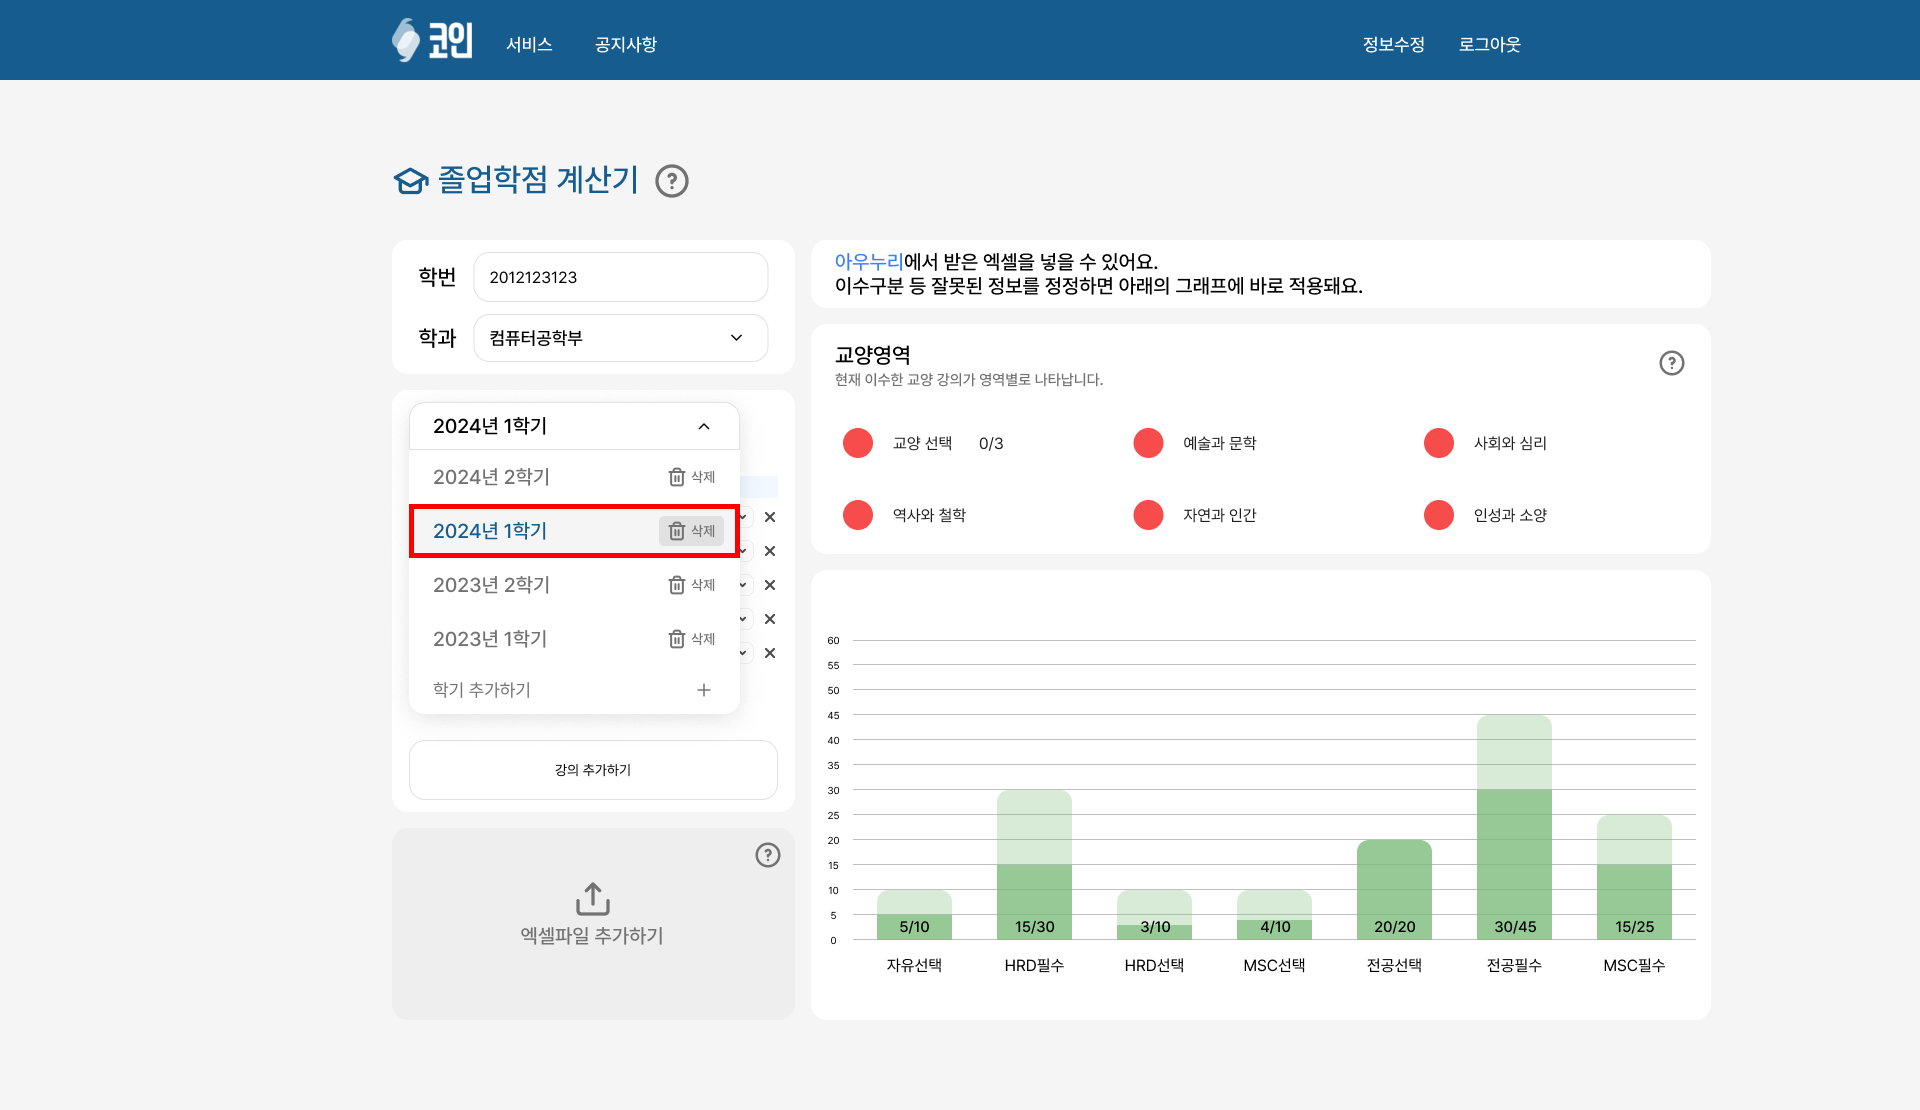 코인
서비스
공지사항
정보수정
로그아웃
졸업학점 계산기
학번
2012123123
학과
컴퓨터공학부
2024년 1학기
2024년 2학기
삭제
2024년 1학기
삭제
2023년 2학기
삭제
2023년 1학기
삭제
학기 추가하기
강의 추가하기
엑셀파일 추가하기
아우누리에서 받은 엑셀을 넣을 수 있어요.
이수구분 등 잘못된 정보를 정정하면 아래의 그래프에 바로 적용돼요.
교양영역
현재 이수한 교양 강의가 영역별로 나타납니다.
교양 선택 0/3
예술과 문학
사회와 심리
역사와 철학
자연과 인간
인성과 소양
60
55
50
45
40
35
30
25
20
15
10
5
0
5/10
15/30
3/10
4/10
20/20
30/45
15/25
자유선택
HRD필수
HRD선택
MSC선택
전공선택
전공필수
MSC필수